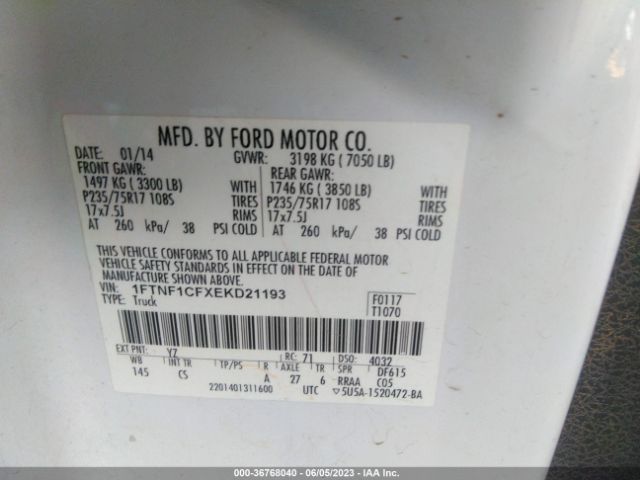 MFD. BY FORD MOTOR CO.
DATE: 01/14 GVWR: 3198 KG ( 7050 LB)
FRONT GAWR: REAR GAWR:
1497 KG ( 3300 LB) WITH 1746 KG ( 3850 LB) WITH
P235/75R17 108S TIRES P235/75R17 108S TIRES
17x7.5J RIMS 17x7.5J RIMS
AT 260 kPa/ 38 PSI COLD AT 260 kPa/ 38 PSI COLD
THIS VEHICLE CONFORMS TO ALL APPLICABLE FEDERAL MOTOR
VEHICLE SAFETY STANDARDS IN EFFECT ON THE DATE OF
MANUFACTURE SHOWN ABOVE.
VIN: 1FTNF1CFXEKD21193 F0117
TYPE: Truck T1070
EXT PNT: YZ RC: 71 DSO: 4032
WB INT TR TP/PS R AXLE TR SPR DF615
145 CS A 27 6 RRAA C05
2201401311600 UTC ▽5U5A-1520472-BA
000-36768040 - 06/05/2023 - IAA Inc.